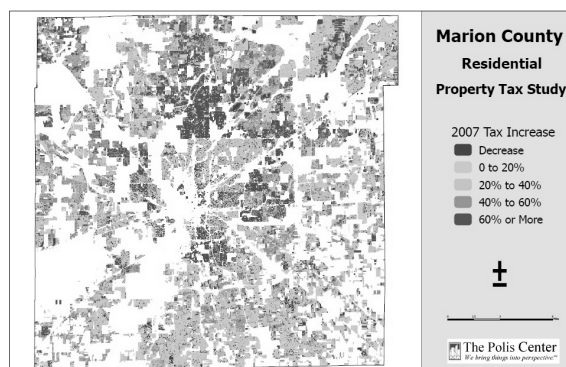 Marion County
Residential
Property Tax Study
2007 Tax Increase
Decrease
0 to 20%
20% to 40%
40% to 60%
60% or More
The Polis Center
We bring things into perspective.™